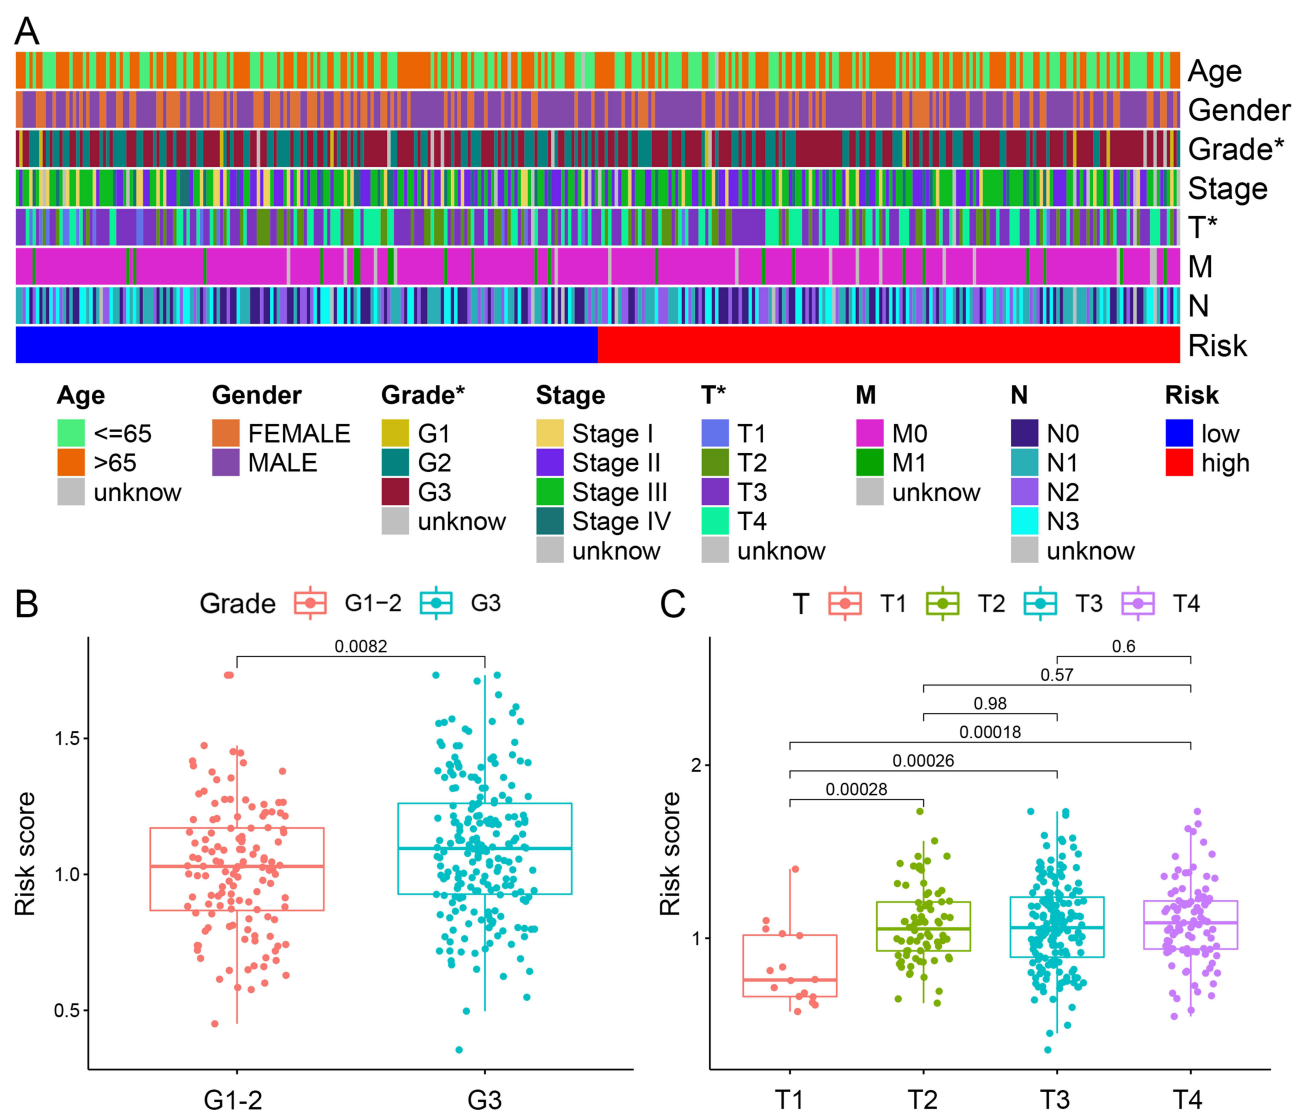 A
Age
Gender
Grade*
Stage
T*
M
N
Risk
Age Gender Grade* Stage T* M N Risk
<=65 FEMALE G1 Stage I T1 M0 N0 low
>65 MALE G2 Stage II T2 M1 N1 high
unknow G3 Stage III T3 unknow N2
unknow Stage IV T4 N3
unknow unknow unknow
B Grade G1−2 G3
0.0082
1.5
1.0
0.5
Risk score
G1-2 G3
C T T1 T2 T3 T4
0.6
0.57
0.98
0.00018
0.00026
0.00028
2
1
Risk score
T1 T2 T3 T4